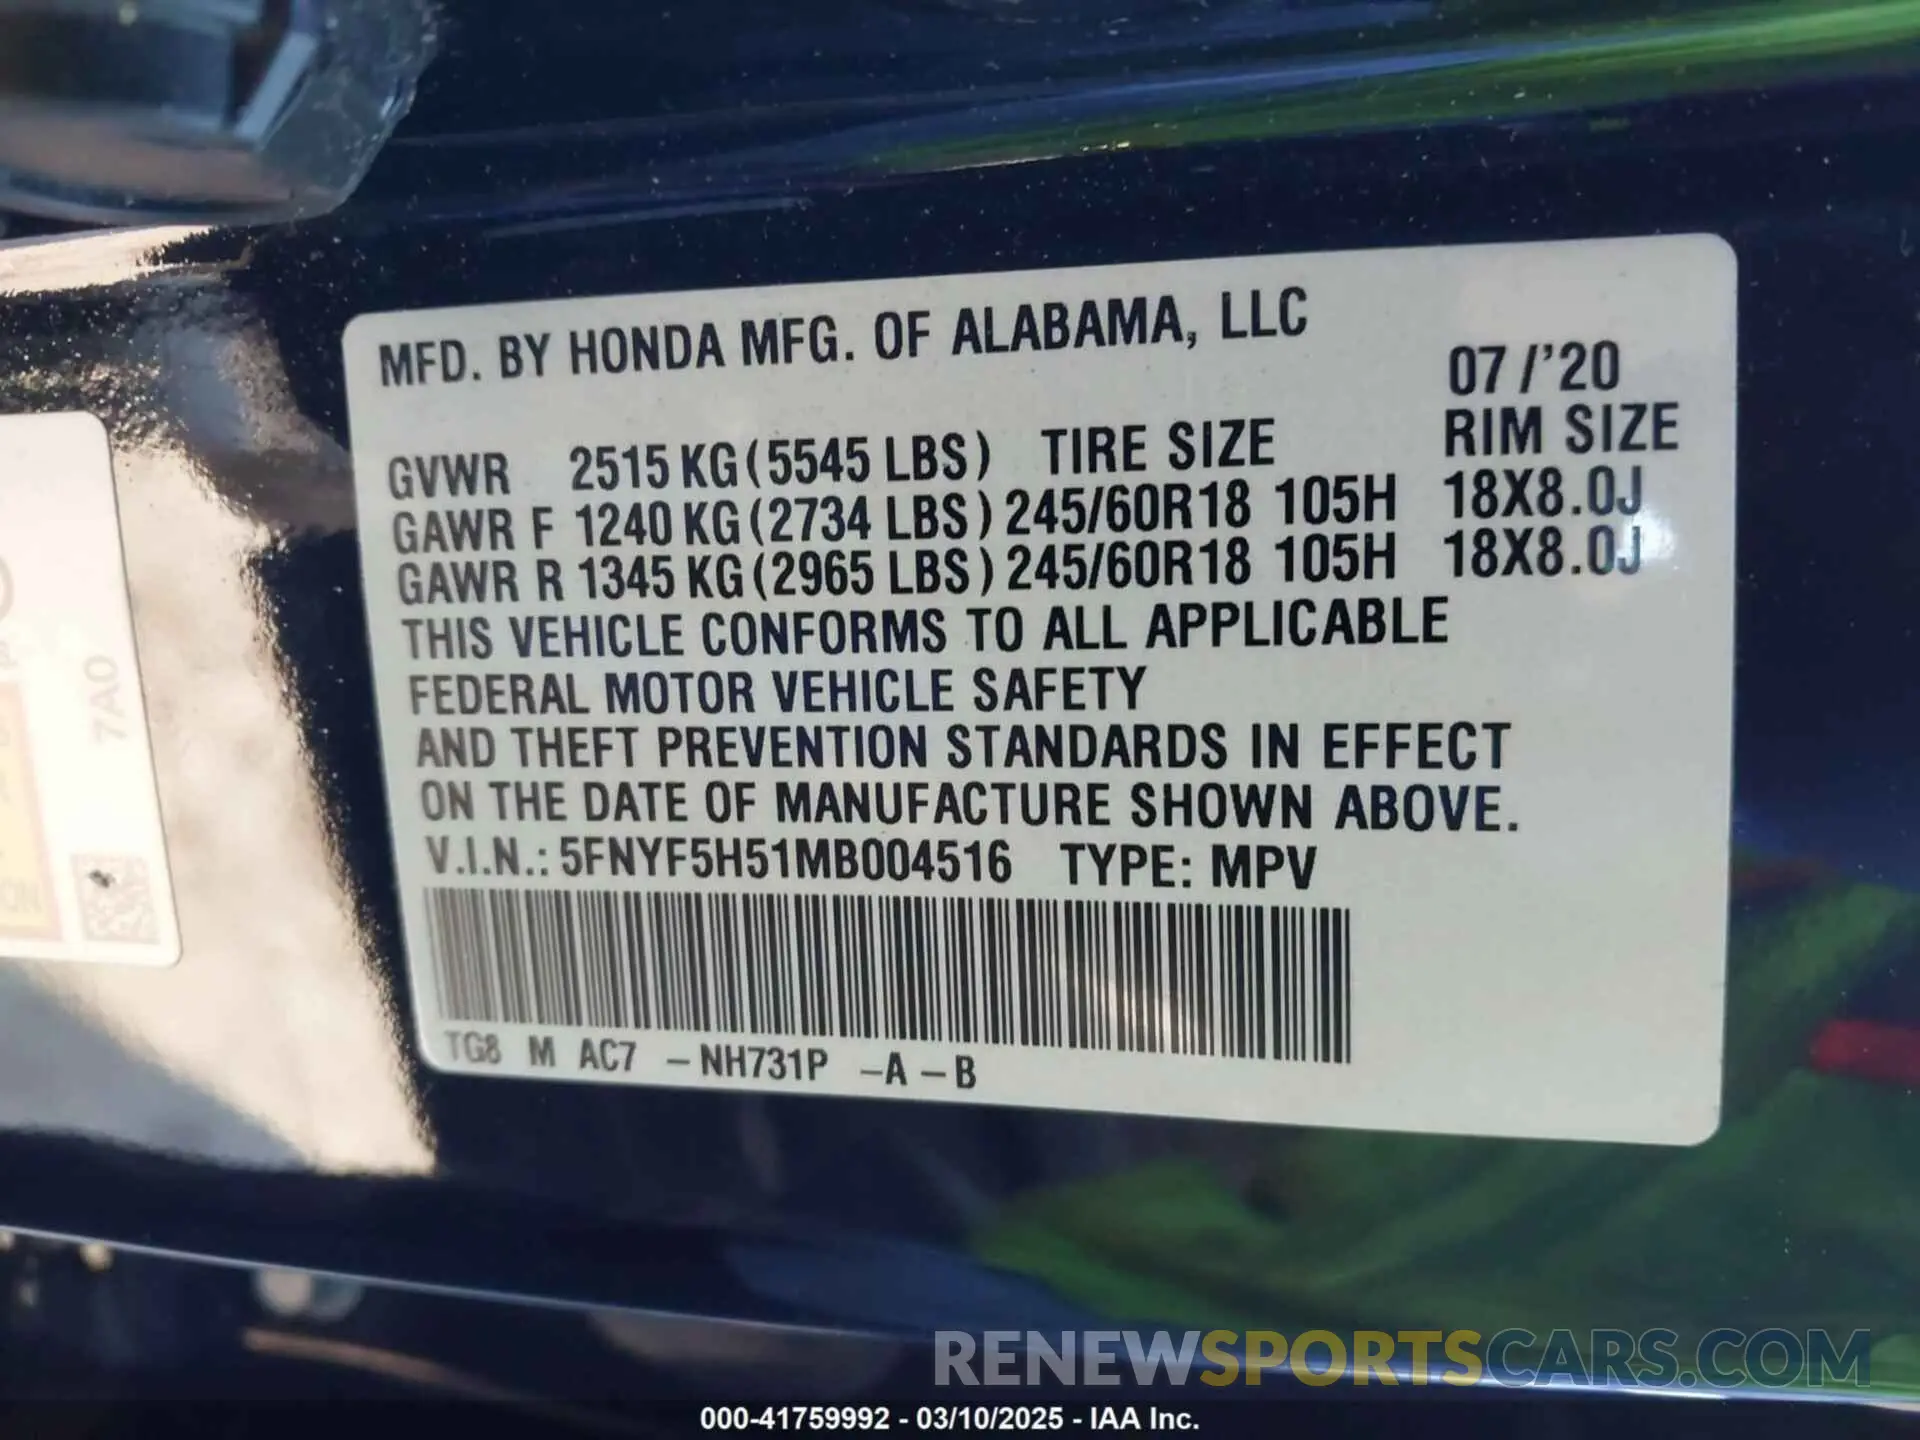 MFD. BY HONDA MFG. OF ALABAMA, LLC
07/'20
GVWR 2515 KG (5545 LBS) TIRE SIZE RIM SIZE
GAWR F 1240 KG (2734 LBS) 245/60R18 105H 18X8.0J
GAWR R 1345 KG (2965 LBS) 245/60R18 105H 18X8.0J
THIS VEHICLE CONFORMS TO ALL APPLICABLE
FEDERAL MOTOR VEHICLE SAFETY
AND THEFT PREVENTION STANDARDS IN EFFECT
ON THE DATE OF MANUFACTURE SHOWN ABOVE.
V.I.N.: 5FNYF5H51MB004516 TYPE: MPV
TG8 M AC7 – NH731P –A – B
7A0
RENEWSPORTSCARS.COM
000-41759992 - 03/10/2025 - IAA Inc.